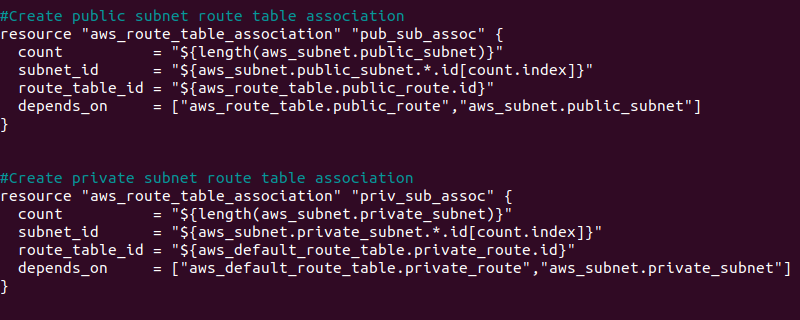 #Create public subnet route table association
resource "aws_route_table_association" "pub_sub_assoc" {
  count          = "${length(aws_subnet.public_subnet)}"
  subnet_id      = "${aws_subnet.public_subnet.*.id[count.index]}"
  route_table_id = "${aws_route_table.public_route.id}"
  depends_on     = ["aws_route_table.public_route","aws_subnet.public_subnet"]
}
#Create private subnet route table association
resource "aws_route_table_association" "priv_sub_assoc" {
  count          = "${length(aws_subnet.private_subnet)}"
  subnet_id      = "${aws_subnet.private_subnet.*.id[count.index]}"
  route_table_id = "${aws_default_route_table.private_route.id}"
  depends_on     = ["aws_default_route_table.private_route","aws_subnet.private_subnet"]
}